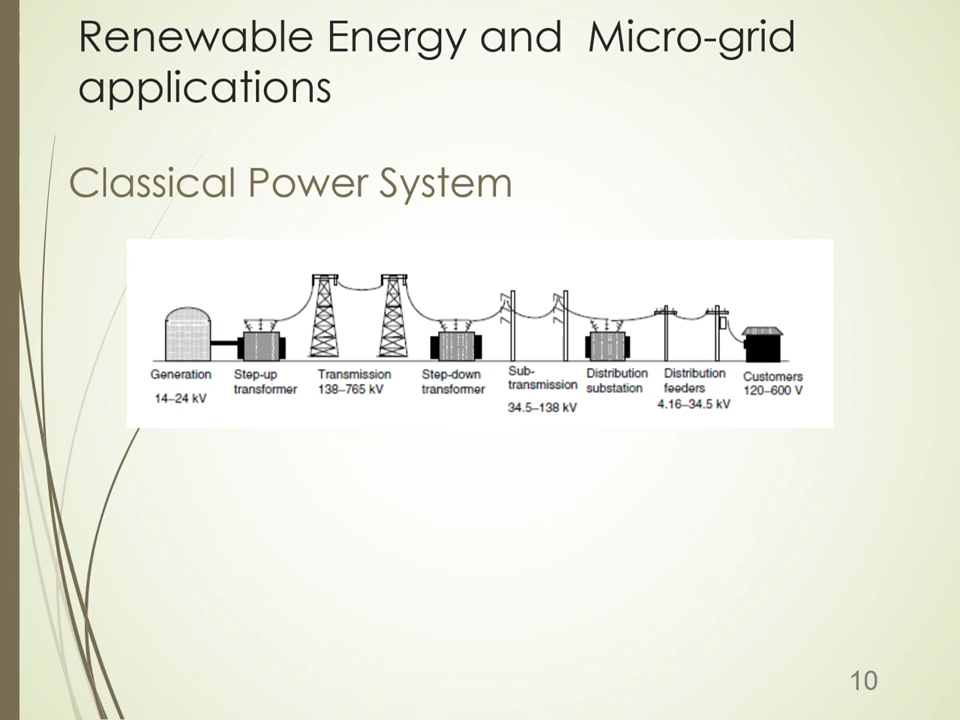 Renewable Energy and  Micro-grid
applications
Classical Power System
Generation
14–24 kV
Step-up
transformer
Transmission
138–765 kV
Step-down
transformer
Sub-
transmission
34.5–138 kV
Distribution
substation
Distribution
feeders
4.16–34.5 kV
Customers
120–600 V
10